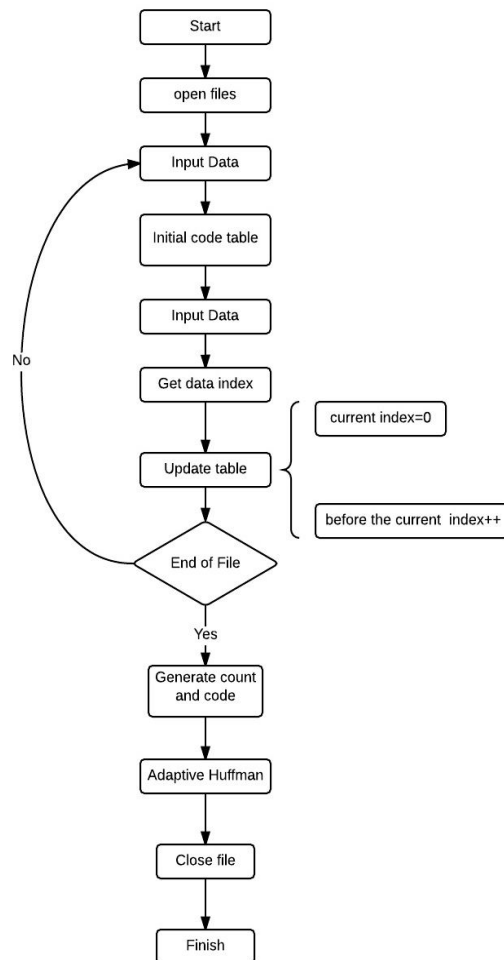 Start
open files
Input Data
Initial code table
Input Data
No
Get data index
current index=0
Update table
before the current index++
End of File
Yes
Generate count
and code
Adaptive Huffman
Close file
Finish